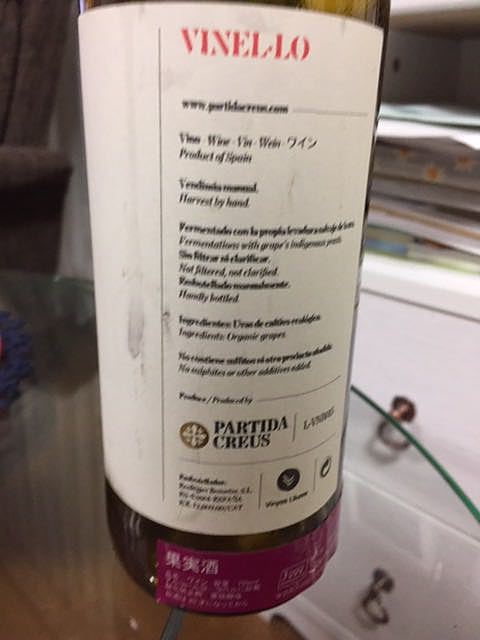 VINEL·LO
www.partidacreus.com
Vino · Wine · Vin · Wein · ワイン
Product of Spain
Vendimia manual.
Harvest by hand.
Fermentado con la propia levadura salvaje de la uva.
Fermentations with grape's indigenous yeast.
Sin filtrar ni clarificar.
Not filtered, not clarified.
Embotellado manualmente.
Handly bottled.
Ingredientes: Uvas de cultivo ecológico.
Ingredients: Organic grapes.
No contiene sulfitos ni otro producto añadido.
No sulphites or other additives added.
Produce / Produced by
PARTIDA
CREUS
Embotellador:
果実酒